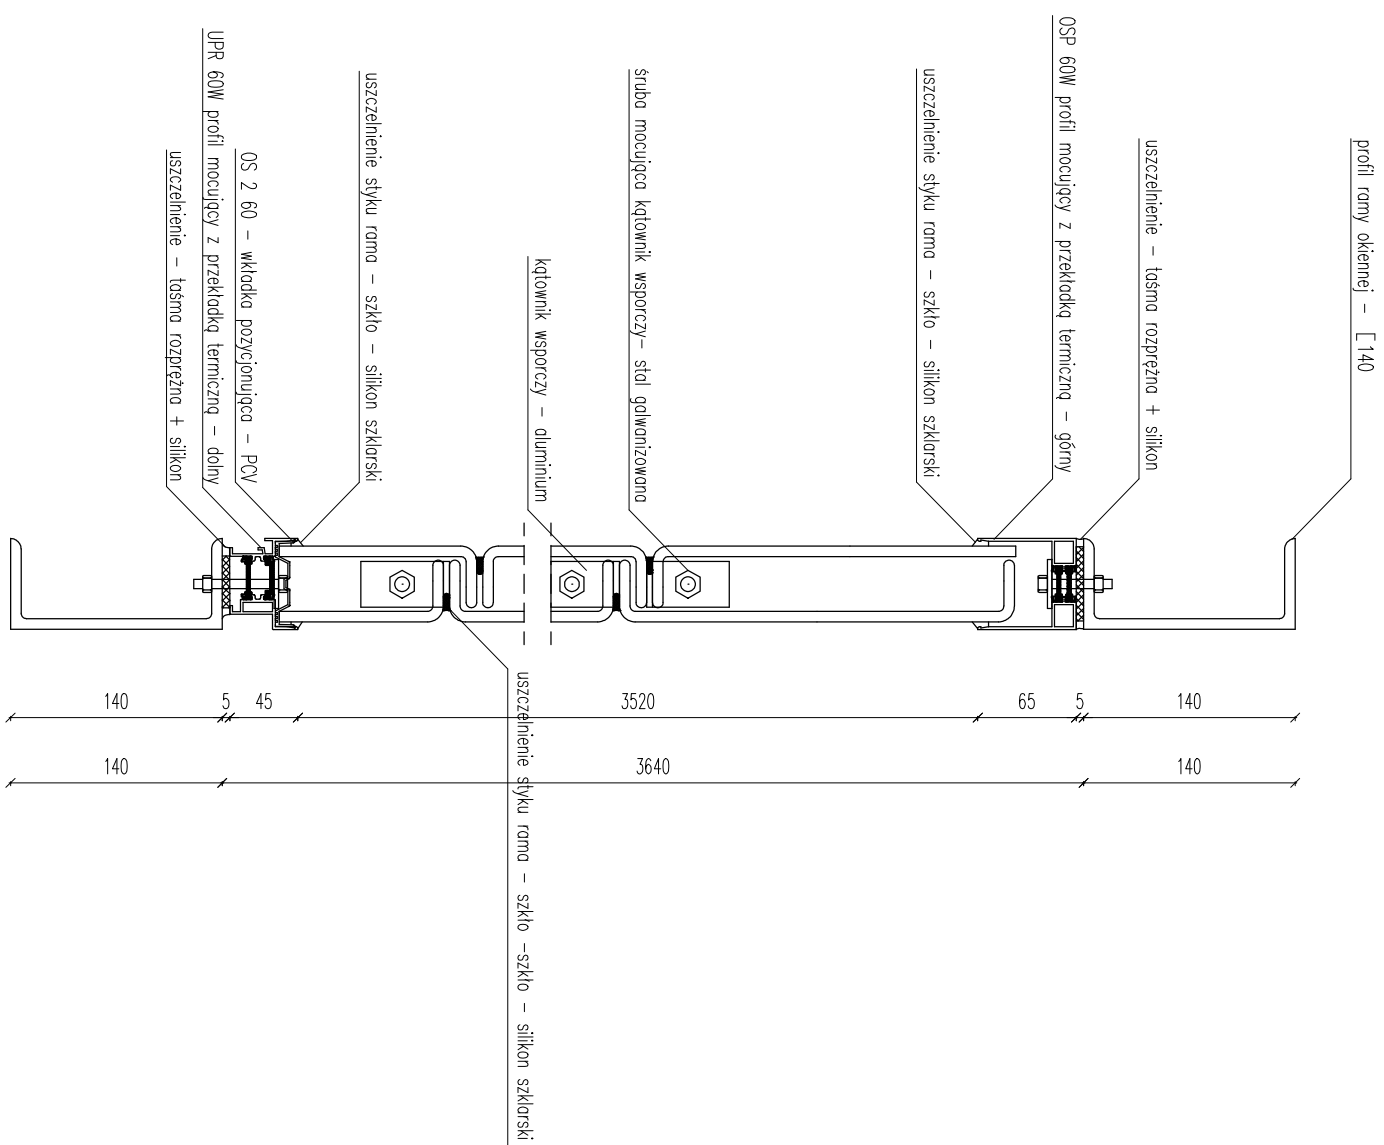 profil ramy okiennej - [140
uszczelnienie - taśma rozprężna + silikon
OSP 60W profil mocujący z przekładką termiczną - górny
uszczelnienie styku rama - szkło - silikon szklarski
śruba mocująca kątownik wsporczy- stal galwanizowana
kątownik wsporczy - aluminium
uszczelnienie styku rama - szkło - silikon szklarski
OS 2 60 - wkładka pozycjonująca - PCV
UPR 60W profil mocujący z przekładką termiczną - dolny
uszczelnienie - taśma rozprężna + silikon
uszczelnienie styku rama - szkło -szkło - silikon szklarski
140 5 45 3520 65 5 140
140 3640 140